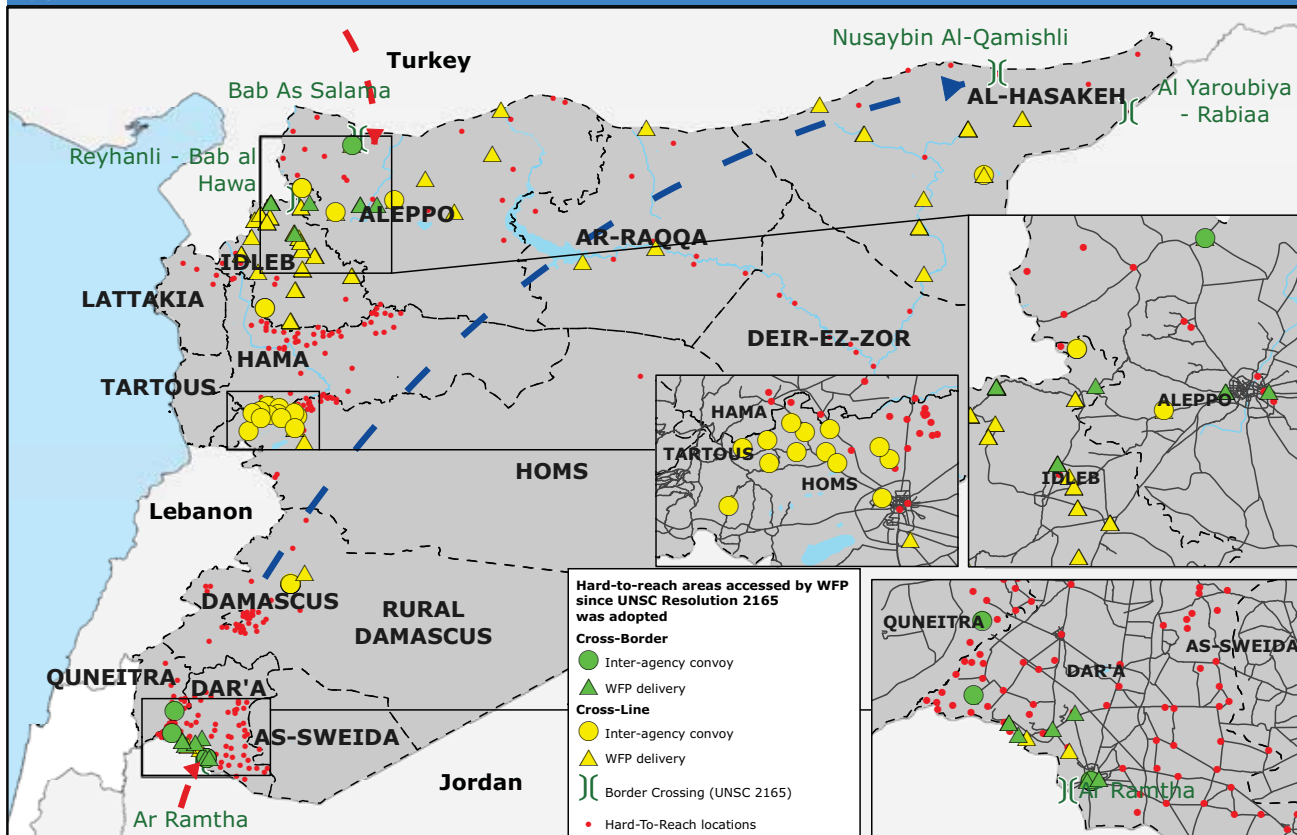 Turkey
Nusaybin Al-Qamishli
Bab As Salama
AL-HASAKEH
Al Yaroubiya
- Rabiaa
Reyhanli - Bab al
Hawa
ALEPPO
AR-RAQQA
IDLEB
LATTAKIA
DEIR-EZ-ZOR
HAMA
TARTOUS
HOMS
Lebanon
DAMASCUS
RURAL
DAMASCUS
QUNEITRA
DAR'A
AS-SWEIDA
Jordan
Ar Ramtha
ALEPPO
IDLEB
HAMA
TARTOUS
HOMS
QUNEITRA
AS-SWEIDA
DAR'A
Ar Ramtha
Hard-to-reach areas accessed by WFP
since UNSC Resolution 2165
was adopted
Cross-Border
Inter-agency convoy
WFP delivery
Cross-Line
Inter-agency convoy
WFP delivery
Border Crossing (UNSC 2165)
Hard-To-Reach locations